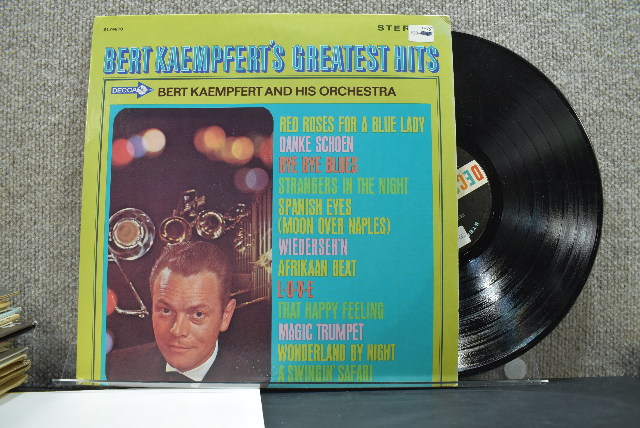 STEREO
BERT KAEMPFERT'S GREATEST HITS
DECCA
BERT KAEMPFERT AND HIS ORCHESTRA
RED ROSES FOR A BLUE LADY
DANKE SCHOEN
BYE BYE BLUES
STRANGERS IN THE NIGHT
SPANISH EYES
(MOON OVER NAPLES)
WIEDERSEH'N
AFRIKAAN BEAT
L-O-V-E
THAT HAPPY FEELING
MAGIC TRUMPET
WONDERLAND BY NIGHT
A SWINGIN' SAFARI
DEC